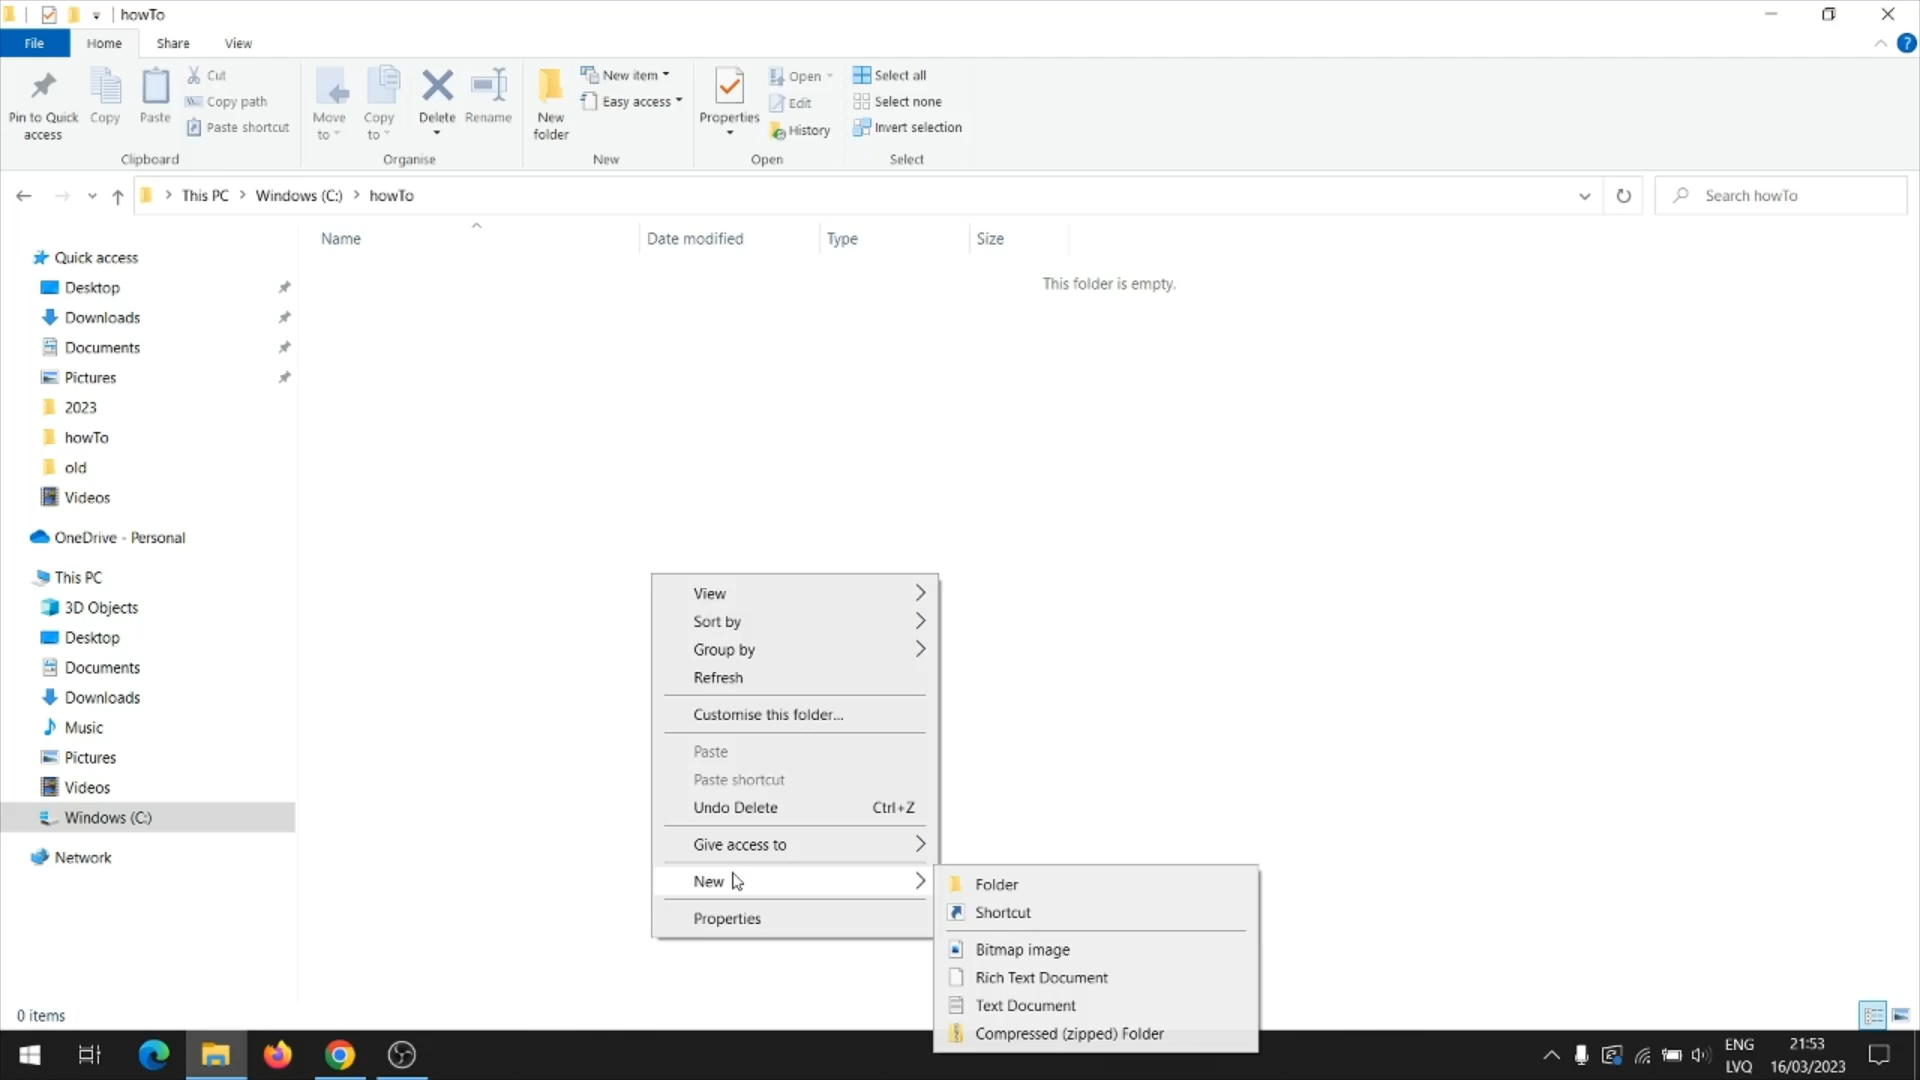 howTo
File
Home
Share
View
Pin to Quick
access
Copy
Paste
Cut
Copy path
Paste shortcut
Clipboard
Move
to
Copy
to
Delete
Rename
Organise
New
folder
New item
Easy access
New
Properties
Open
Edit
History
Open
Select all
Select none
Invert selection
Select
This PC
Windows (C:)
howTo
Search howTo
Name
Date modified
Type
Size
This folder is empty.
Quick access
Desktop
Downloads
Documents
Pictures
2023
howTo
old
Videos
OneDrive - Personal
This PC
3D Objects
Desktop
Documents
Downloads
Music
Pictures
Videos
Windows (C:)
Network
View
Sort by
Group by
Refresh
Customise this folder...
Paste
Paste shortcut
Undo Delete Ctrl+Z
Give access to
New
Properties
Folder
Shortcut
Bitmap image
Rich Text Document
Text Document
Compressed (zipped) Folder
0 items
ENG
LVQ
21:53
16/03/2023